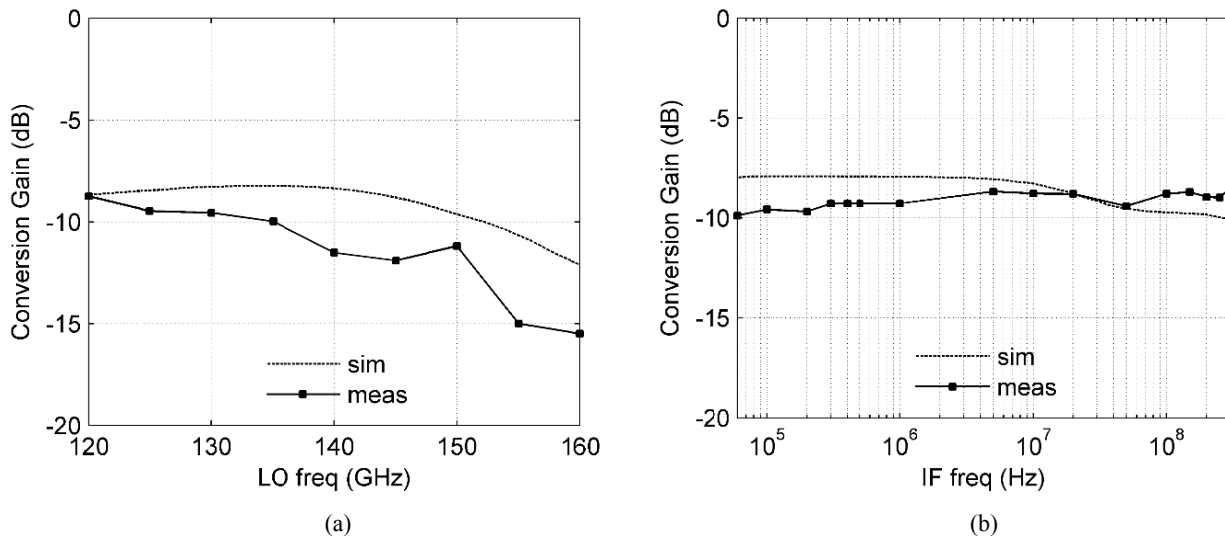 0
-5
-10
-15
-20
Conversion Gain (dB)
sim
meas
120 130 140 150 160
LO freq (GHz)
(a)
0
-5
-10
-15
-20
Conversion Gain (dB)
sim
meas
10^5 10^6 10^7 10^8
IF freq (Hz)
(b)